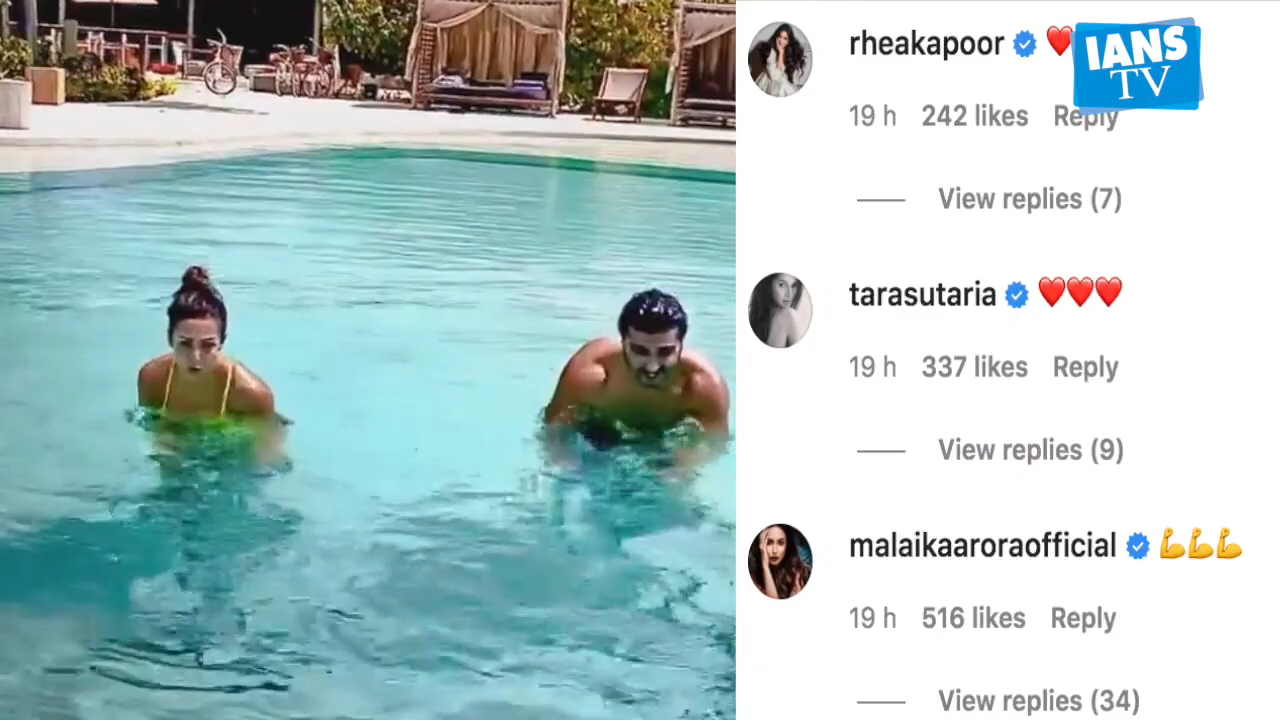 rheakapoor ❤
IANS
TV
19 h 242 likes Reply
View replies (7)
tarasutaria ❤❤❤
19 h 337 likes Reply
View replies (9)
malaikaaroraofficial 💪💪💪
19 h 516 likes Reply
View replies (34)